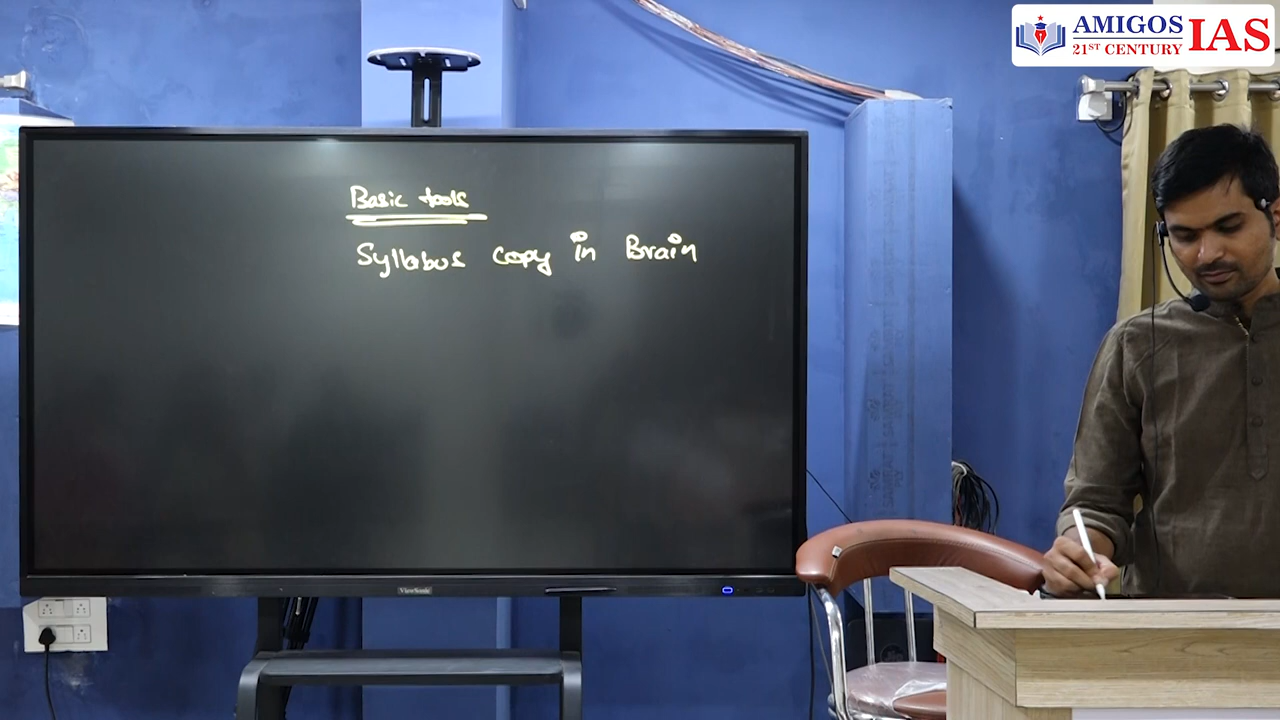 AMIGOS IAS
21ST CENTURY
Basic tools
Syllabus copy in Brain
ViewSonic